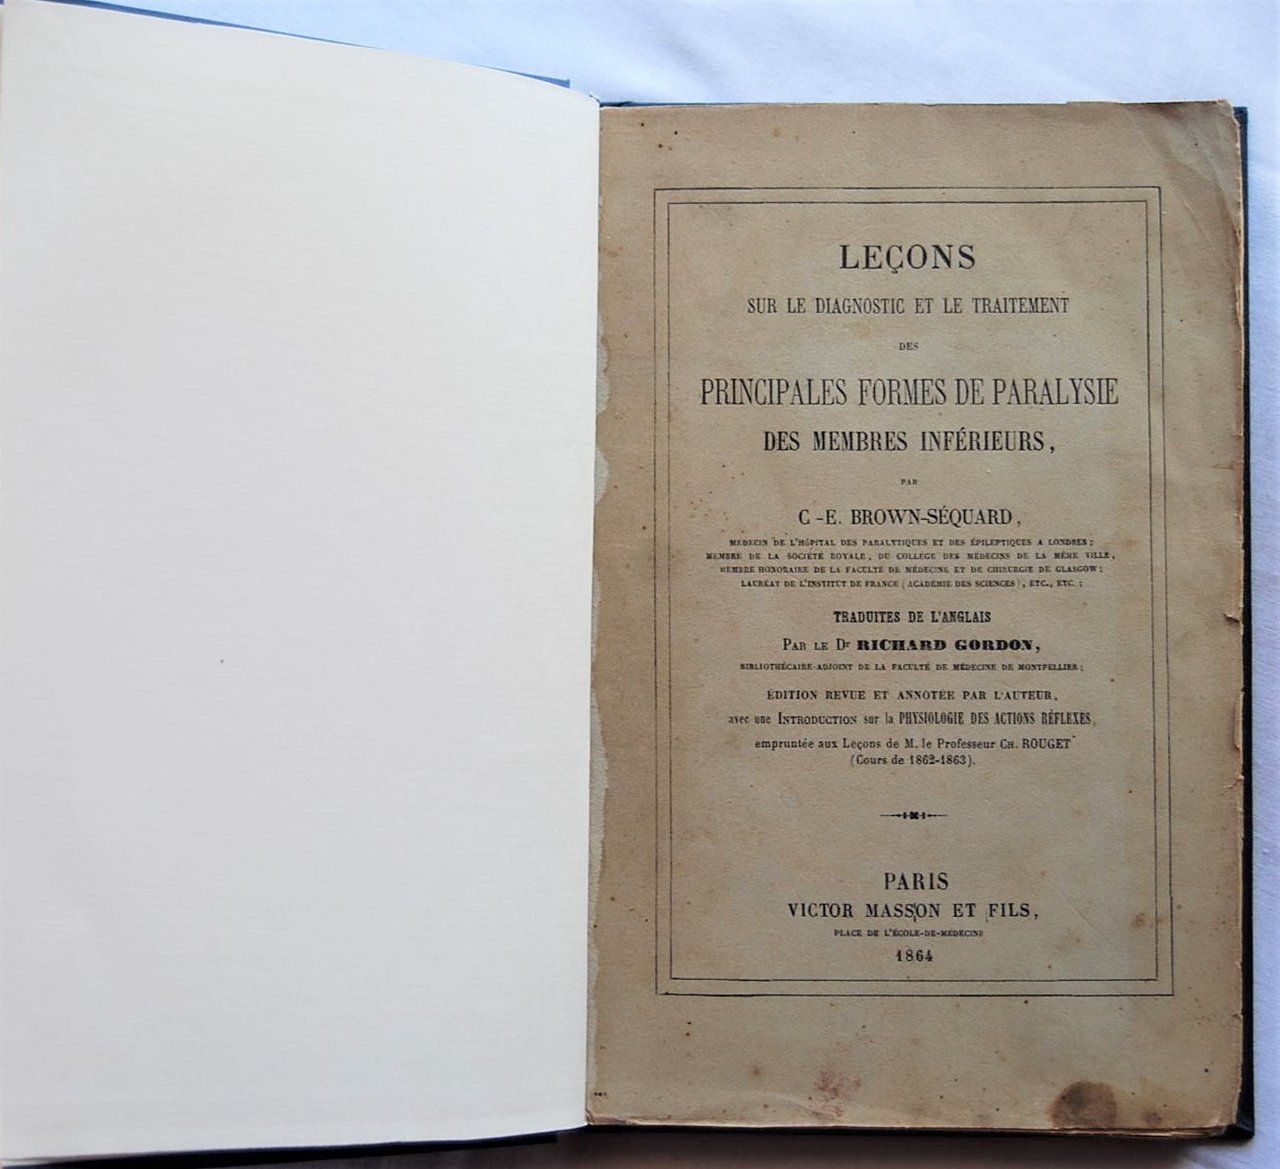 LEÇONS
SUR LE DIAGNOSTIC ET LE TRAITEMENT
DES
PRINCIPALES FORMES DE PARALYSIE
DES MEMBRES INFÉRIEURS,
PAR
C.-E. BROWN-SÉQUARD,
MÉDECIN DE L'HÔPITAL DES PARALYTIQUES ET DES ÉPILEPTIQUES A LONDRES;
MEMBRE DE LA SOCIÉTÉ ROYALE, DU COLLÉGE DES MÉDECINS DE LA MÊME VILLE,
MEMBRE HONORAIRE DE LA FACULTÉ DE MÉDECINE ET DE CHIRURGIE DE GLASGOW;
LAURÉAT DE L'INSTITUT DE FRANCE (ACADÉMIE DES SCIENCES), ETC., ETC.;
TRADUITES DE L'ANGLAIS
PAR LE Dr RICHARD GORDON,
BIBLIOTHÉCAIRE-ADJOINT DE LA FACULTÉ DE MÉDECINE DE MONTPELLIER;
ÉDITION REVUE ET ANNOTÉE PAR L'AUTEUR,
avec une INTRODUCTION sur la PHYSIOLOGIE DES ACTIONS RÉFLEXES,
empruntée aux Leçons de M. le Professeur CH. ROUGET
(Cours de 1862-1863).
PARIS
VICTOR MASSON ET FILS,
PLACE DE L'ÉCOLE-DE-MÉDECINE
1864